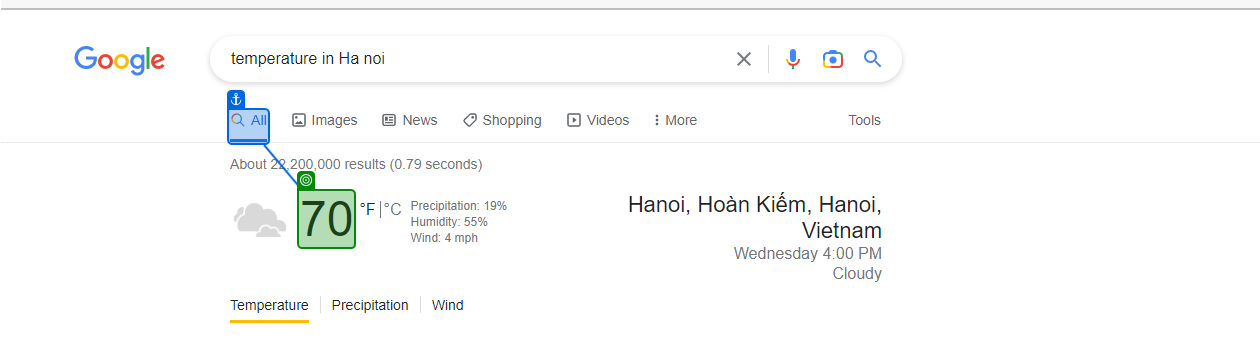 Google
temperature in Ha noi
All Images News Shopping Videos More Tools
About 22,200,000 results (0.79 seconds)
70 °F | °C
Precipitation: 19%
Humidity: 55%
Wind: 4 mph
Hanoi, Hoàn Kiếm, Hanoi,
Vietnam
Wednesday 4:00 PM
Cloudy
Temperature Precipitation Wind